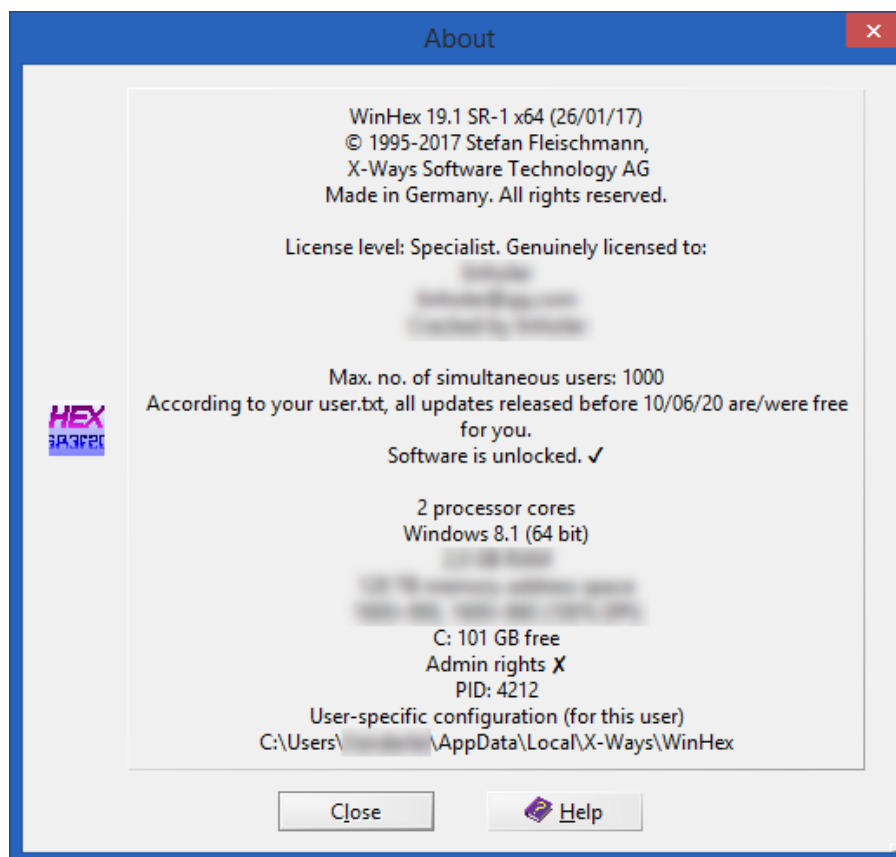 About
WinHex 19.1 SR-1 x64 (26/01/17)
© 1995-2017 Stefan Fleischmann,
X-Ways Software Technology AG
Made in Germany. All rights reserved.
License level: Specialist. Genuinely licensed to:
Max. no. of simultaneous users: 1000
According to your user.txt, all updates released before 10/06/20 are/were free
for you.
Software is unlocked. ✓
HEX
2 processor cores
Windows 8.1 (64 bit)
C: 101 GB free
Admin rights ✗
PID: 4212
User-specific configuration (for this user)
C:\Users\ \AppData\Local\X-Ways\WinHex
Close
Help